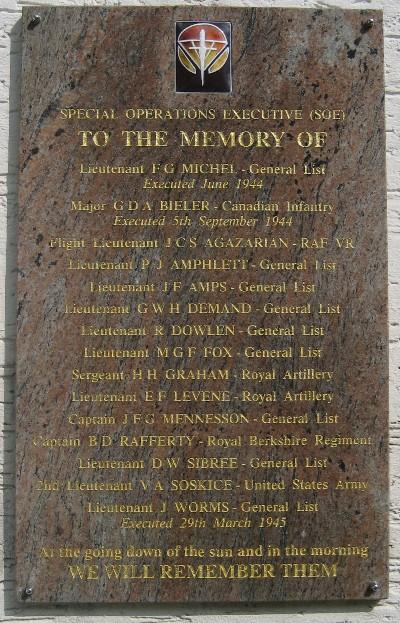 SPECIAL OPERATIONS EXECUTIVE (SOE)
TO THE MEMORY OF
Lieutenant F G MICHEL - General List
Executed June 1944
Major G D A BIELER - Canadian Infantry
Executed 5th September 1944
Flight Lieutenant J C S AGAZARIAN - RAF VR
Lieutenant P J AMPHLETT - General List
Lieutenant J F AMPS - General List
Lieutenant G W H DEMAND - General List
Lieutenant R DOWLEN - General List
Lieutenant M G F FOX - General List
Sergeant H H GRAHAM - Royal Artillery
Lieutenant E F LEVENE - Royal Artillery
Captain J F G MENNESSON - General List
Captain B D RAFFERTY - Royal Berkshire Regiment
Lieutenant D W SIBREE - General List
2nd Lieutenant V A SOSKICE - United States Army
Lieutenant J WORMS - General List
Executed 29th March 1945
At the going down of the sun and in the morning
WE WILL REMEMBER THEM